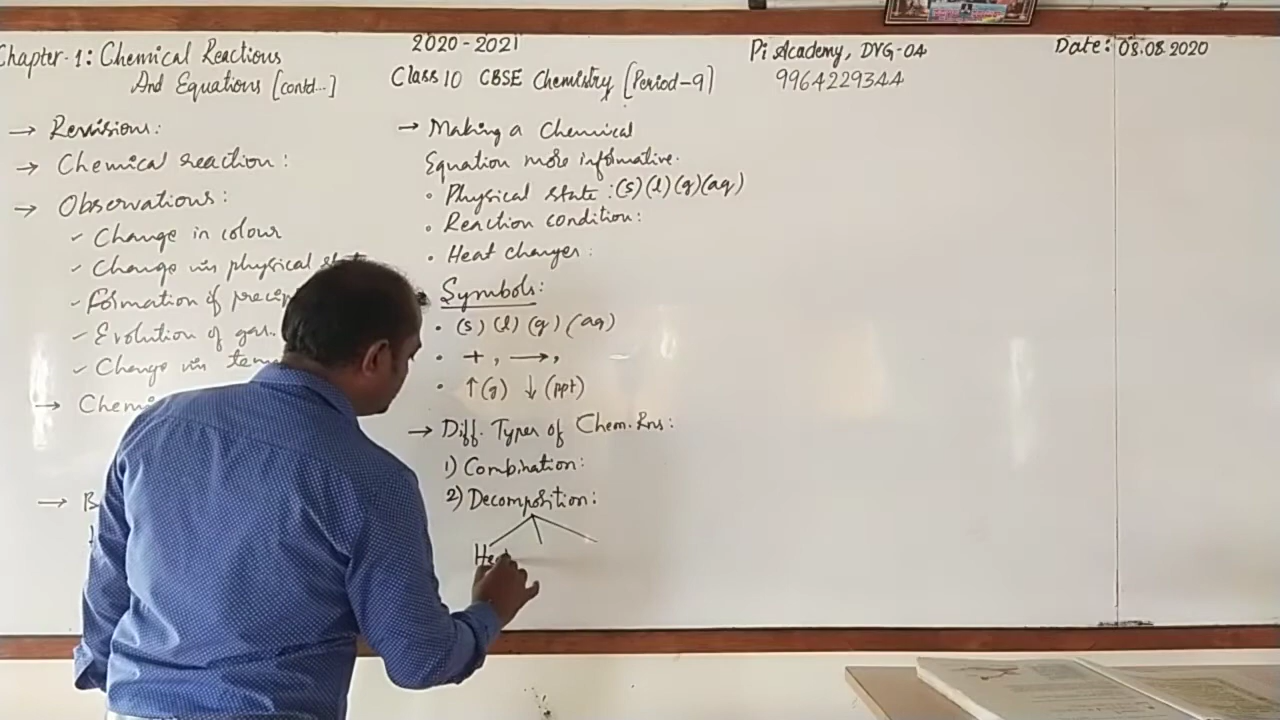 Chapter-1: Chemical Reactions
And Equations [contd...]
2020-2021
Class 10 CBSE Chemistry [Period-9]
Pi Academy, DVG-04
9964229344
Date: 08.08.2020
→ Revision:
→ Chemical reaction:
→ Observations:
✓ Change in colour
✓ Change in physical
✓ Formation of precip
✓ Evolution of gas.
✓ Change in tem
→ Chemi
→ B
→ Making a Chemical
Equation more informative.
• Physical state: (s) (l) (g) (aq)
• Reaction condition:
• Heat changes:
Symbols:
• (s) (l) (g) (aq)
• +, →,
• ↑(g) ↓(ppt)
→ Diff. Types of Chem. Rns:
1) Combination:
2) Decomposition:
Hea